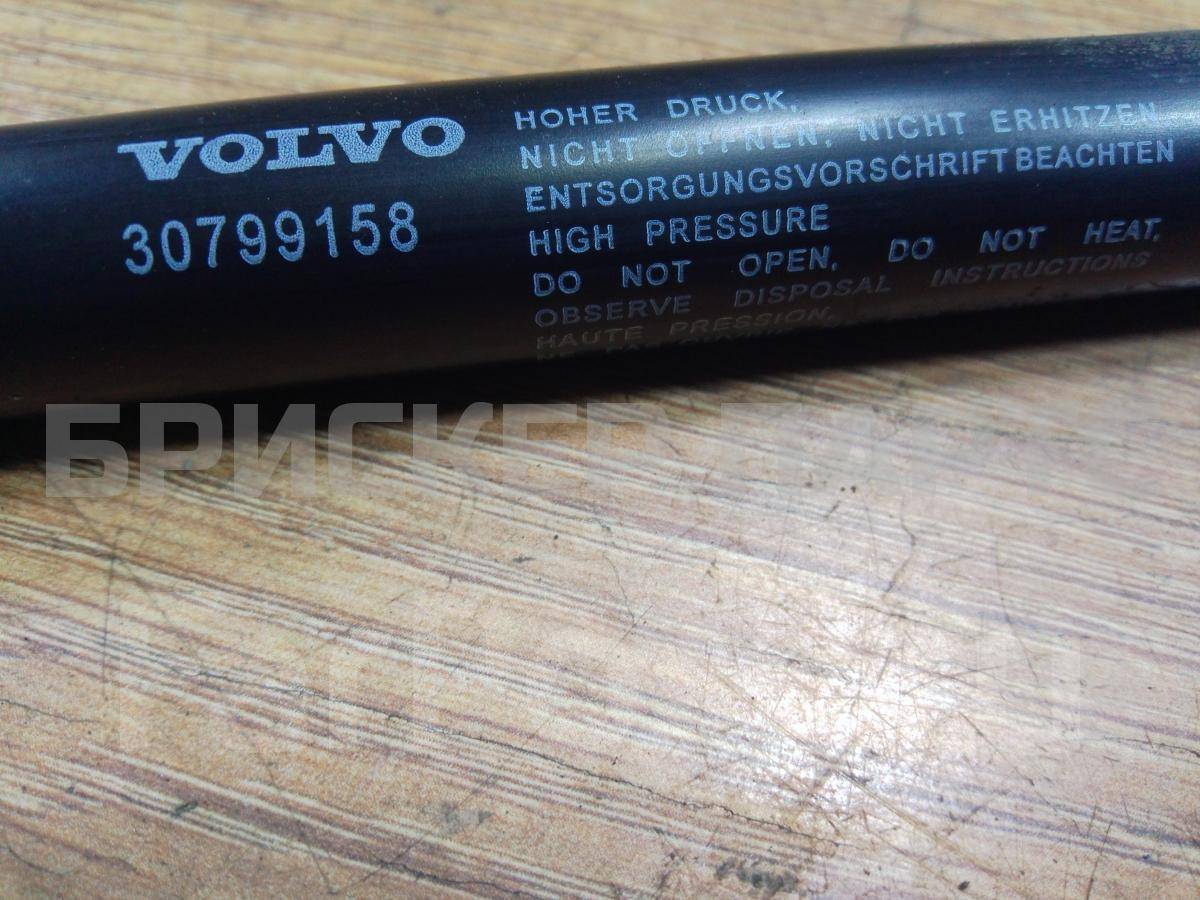 VOLVO
30799158
HOHER DRUCK,
NICHT ÖFFNEN, NICHT ERHITZEN
ENTSORGUNGSVORSCHRIFT BEACHTEN
HIGH PRESSURE
DO NOT OPEN, DO NOT HEAT,
OBSERVE DISPOSAL INSTRUCTIONS
HAUTE PRESSION,